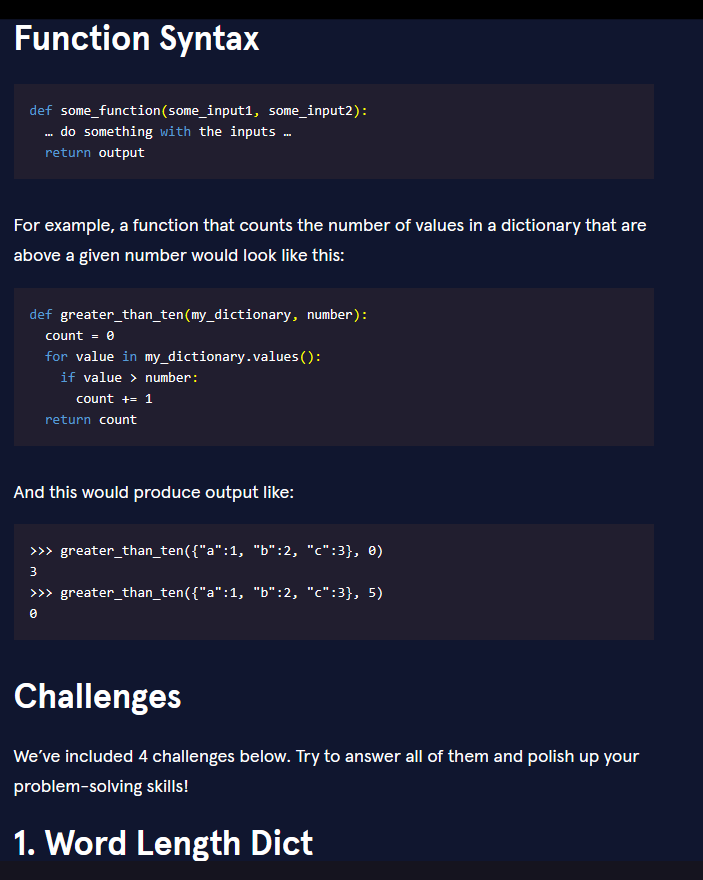 Function Syntax
def some_function(some_input1, some_input2):
  … do something with the inputs …
  return output
For example, a function that counts the number of values in a dictionary that are
above a given number would look like this:
def greater_than_ten(my_dictionary, number):
  count = 0
  for value in my_dictionary.values():
    if value > number:
      count += 1
  return count
And this would produce output like:
>>> greater_than_ten({"a":1, "b":2, "c":3}, 0)
3
>>> greater_than_ten({"a":1, "b":2, "c":3}, 5)
0
Challenges
We’ve included 4 challenges below. Try to answer all of them and polish up your
problem-solving skills!
1. Word Length Dict